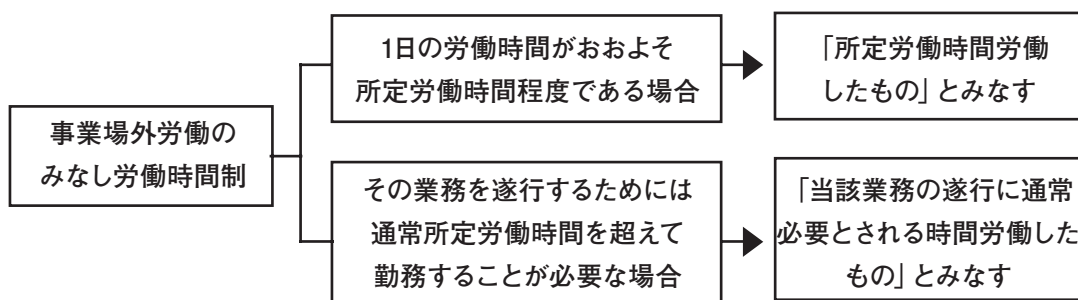 事業場外労働の
みなし労働時間制
1日の労働時間がおおよそ
所定労働時間程度である場合
「所定労働時間労働
したもの」とみなす
その業務を遂行するためには
通常所定労働時間を超えて
勤務することが必要な場合
「当該業務の遂行に通常
必要とされる時間労働した
もの」とみなす